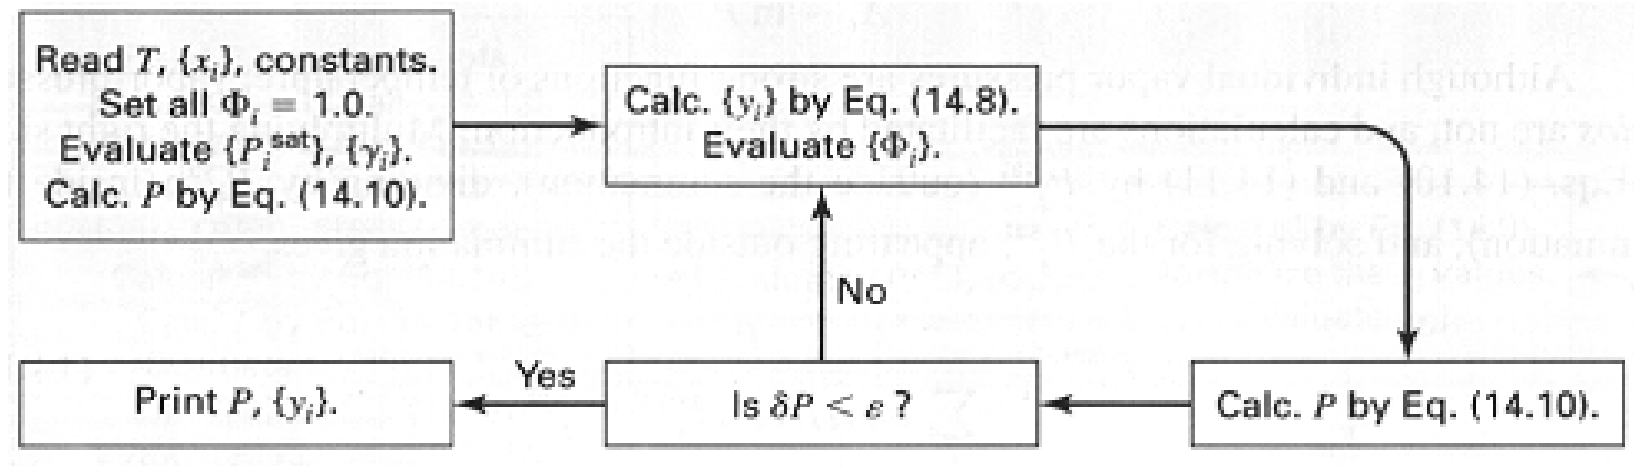 Read T, {xᵢ}, constants.
Set all Φᵢ = 1.0.
Evaluate {Pᵢˢᵃᵗ}, {γᵢ}.
Calc. P by Eq. (14.10).
Calc. {yᵢ} by Eq. (14.8).
Evaluate {Φᵢ}.
No
Calc. P by Eq. (14.10).
Is δP < ε ?
Yes
Print P, {yᵢ}.